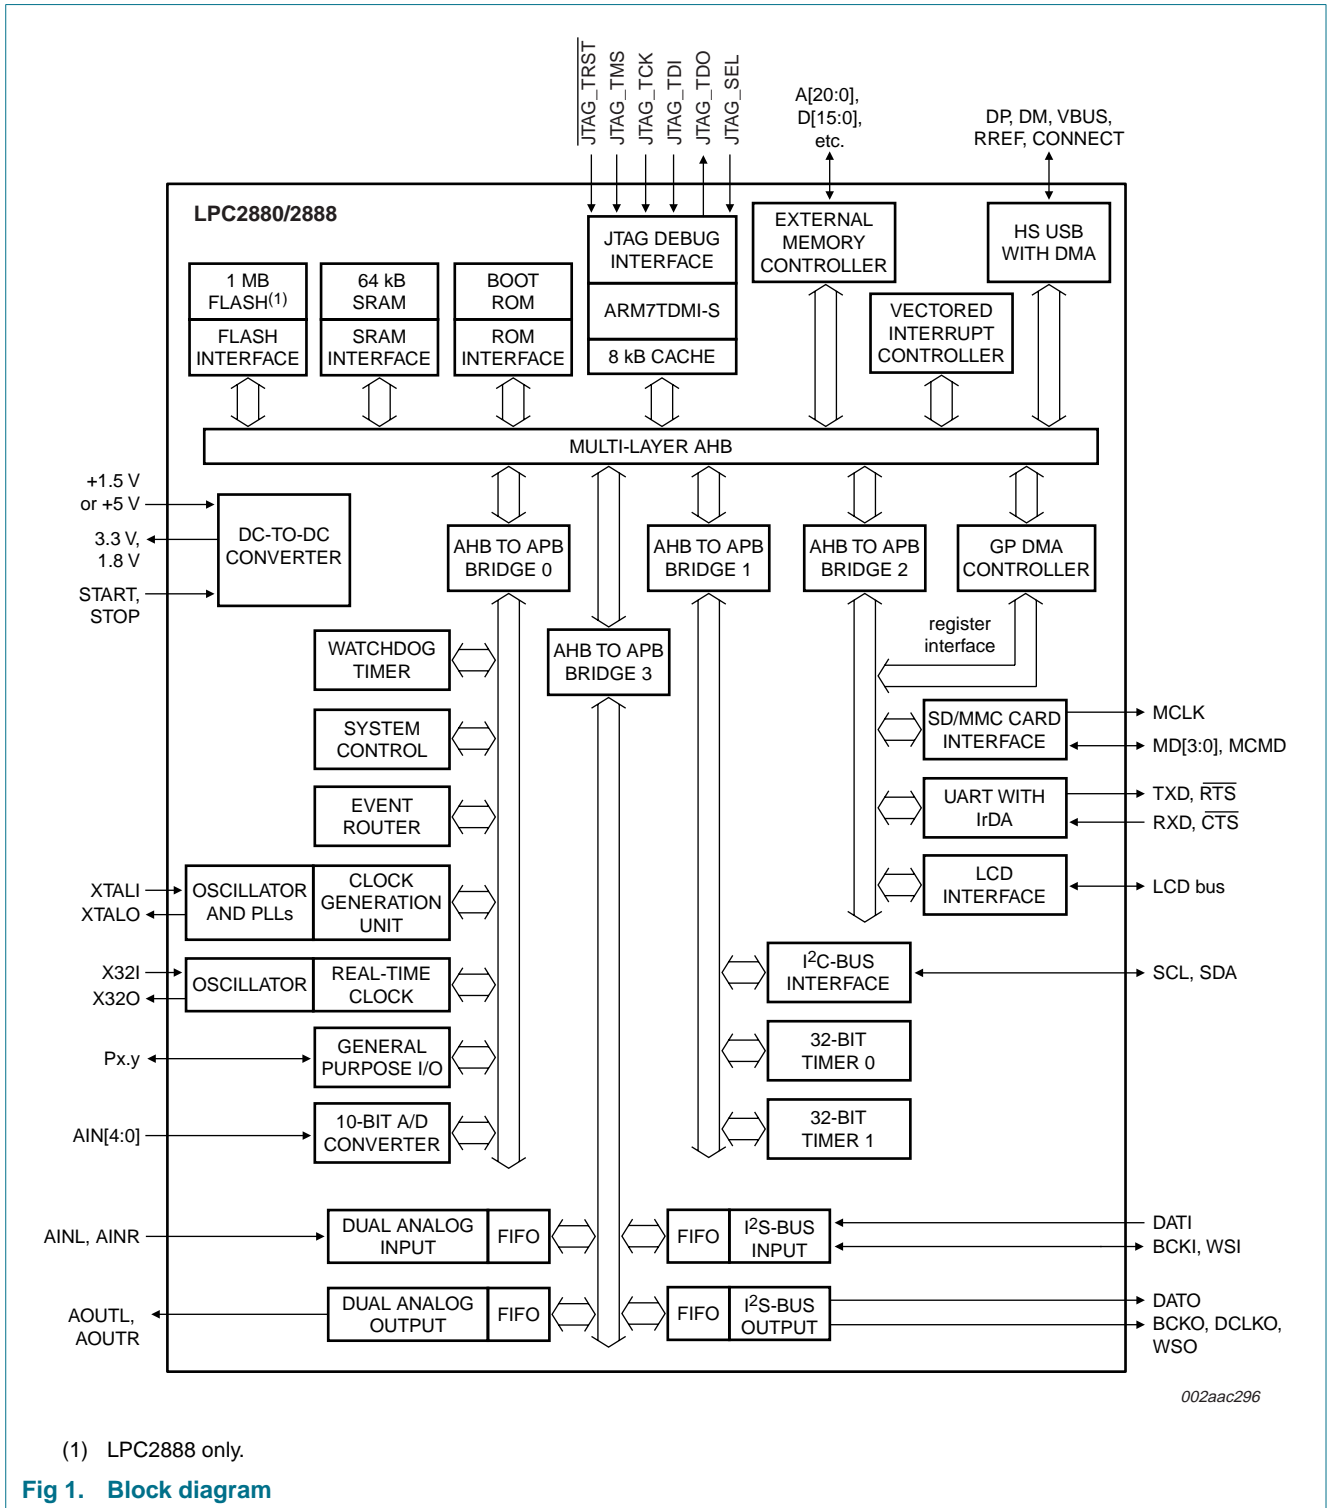 JTAG_TRST
JTAG_TMS
JTAG_TCK
JTAG_TDI
JTAG_TDO
JTAG_SEL
A[20:0],
D[15:0],
etc.
DP, DM, VBUS,
RREF, CONNECT
LPC2880/2888
JTAG DEBUG
INTERFACE
EXTERNAL
MEMORY
CONTROLLER
HS USB
WITH DMA
1 MB
FLASH(1)
64 kB
SRAM
BOOT
ROM
ARM7TDMI-S
VECTORED
INTERRUPT
CONTROLLER
FLASH
INTERFACE
SRAM
INTERFACE
ROM
INTERFACE
8 kB CACHE
MULTI-LAYER AHB
+1.5 V
or +5 V
3.3 V,
1.8 V
START,
STOP
DC-TO-DC
CONVERTER
AHB TO APB
BRIDGE 0
AHB TO APB
BRIDGE 1
AHB TO APB
BRIDGE 2
GP DMA
CONTROLLER
register
interface
WATCHDOG
TIMER
AHB TO APB
BRIDGE 3
SYSTEM
CONTROL
SD/MMC CARD
INTERFACE
MCLK
MD[3:0], MCMD
EVENT
ROUTER
UART WITH
IrDA
TXD, RTS
RXD, CTS
XTALI
XTALO
OSCILLATOR
AND PLLs
CLOCK
GENERATION
UNIT
LCD
INTERFACE
LCD bus
X32I
X32O
OSCILLATOR
REAL-TIME
CLOCK
I2C-BUS
INTERFACE
SCL, SDA
Px.y
GENERAL
PURPOSE I/O
32-BIT
TIMER 0
AIN[4:0]
10-BIT A/D
CONVERTER
32-BIT
TIMER 1
AINL, AINR
DUAL ANALOG
INPUT
FIFO
FIFO
I2S-BUS
INPUT
DATI
BCKI, WSI
AOUTL,
AOUTR
DUAL ANALOG
OUTPUT
FIFO
FIFO
I2S-BUS
OUTPUT
DATO
BCKO, DCLKO,
WSO
002aac296
(1) LPC2888 only.
Fig 1. Block diagram